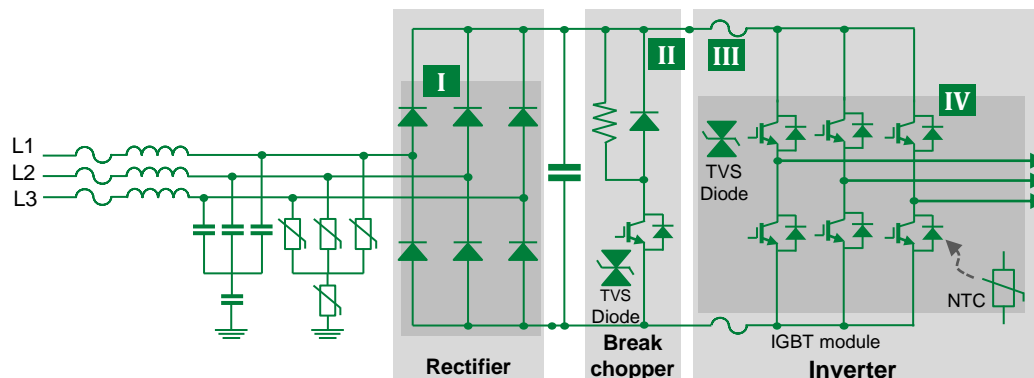 I
II
III
IV
L1
L2
L3
TVS
Diode
TVS
Diode
NTC
IGBT module
Rectifier
Break
chopper
Inverter